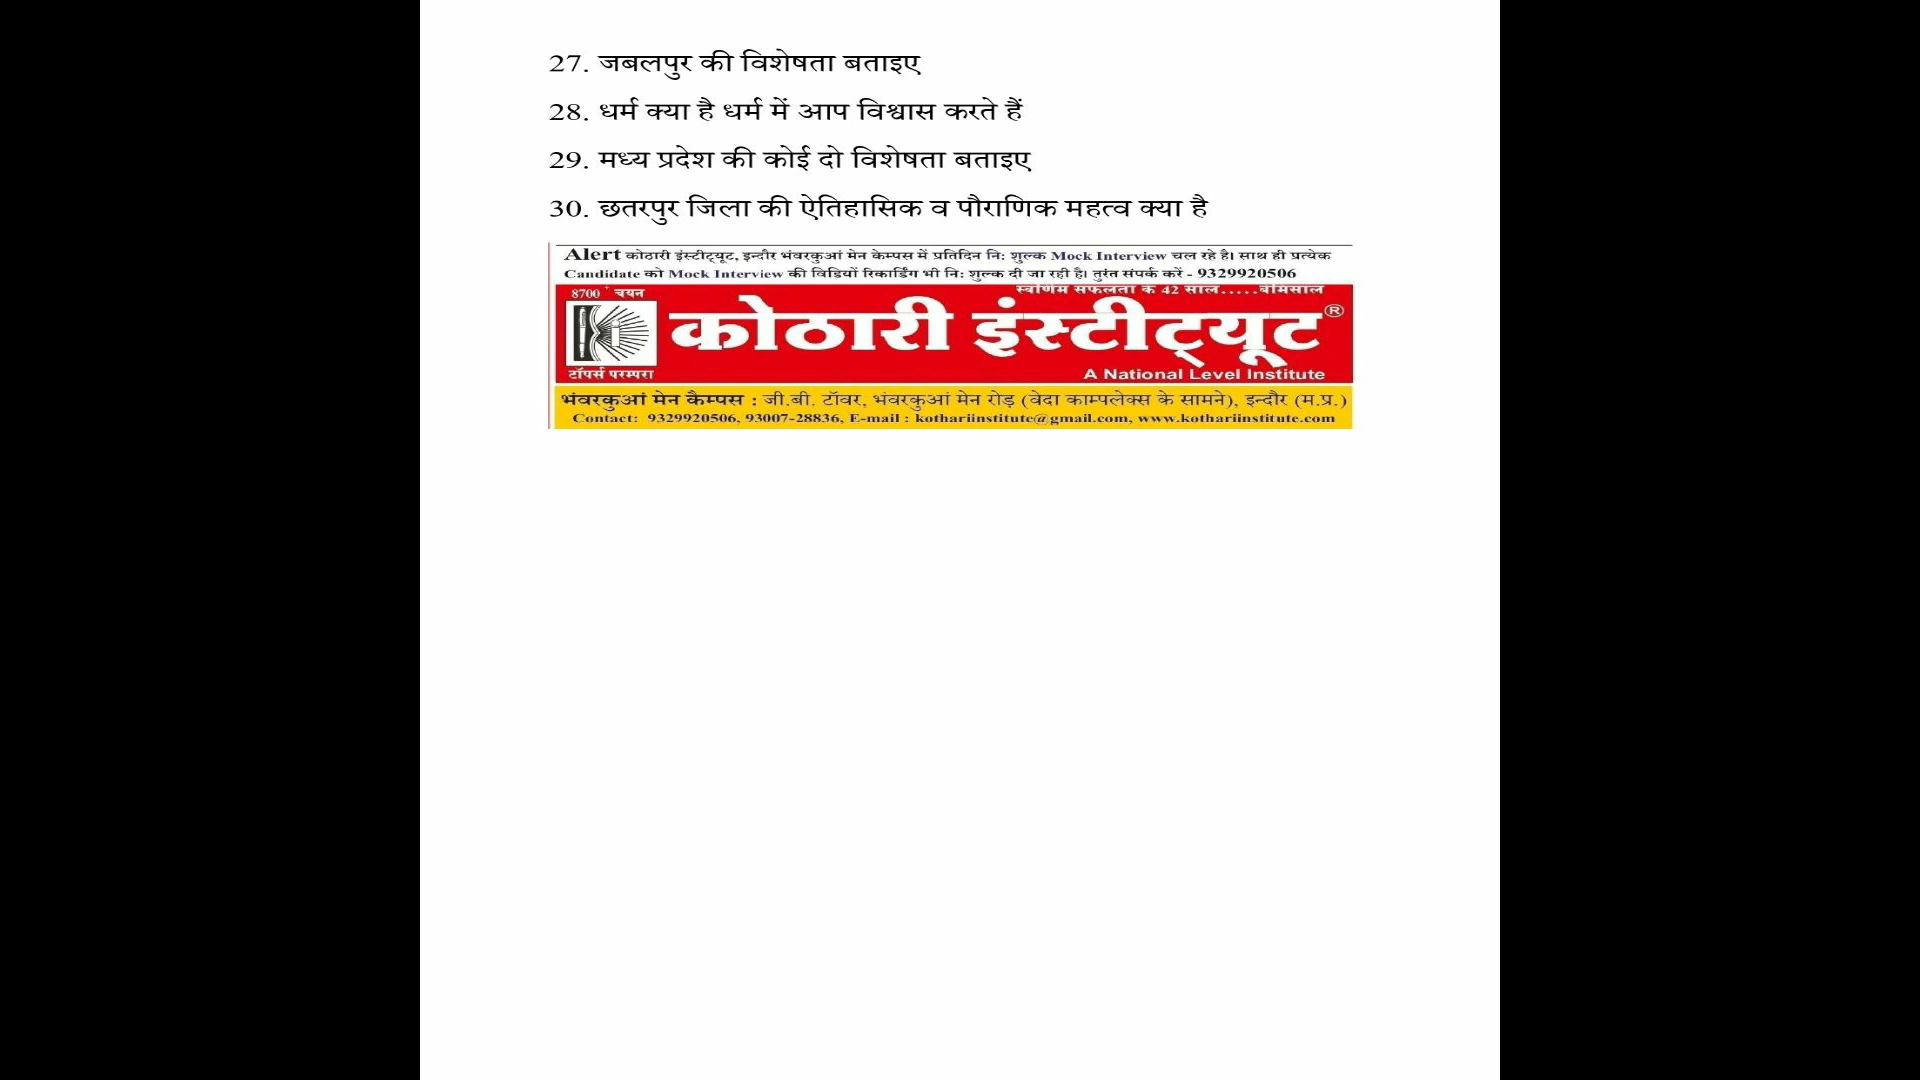 27. जबलपुर की विशेषता बताइए
28. धर्म क्या है धर्म में आप विश्वास करते हैं
29. मध्य प्रदेश की कोई दो विशेषता बताइए
30. छतरपुर जिला की ऐतिहासिक व पौराणिक महत्व क्या है
Alert कोठारी इंस्टीट्यूट, इन्दौर भंवरकुआं मेन केम्पस में प्रतिदिन नि: शुल्क Mock Interview चल रहे है। साथ ही प्रत्येक
Candidate को Mock Interview की विडियों रिकार्डिंग भी नि: शुल्क दी जा रही है। तुरंत संपर्क करें - 9329920506
8700+ चयन
स्वर्णिम सफलता के 42 साल.....बेमिसाल
कोठारी इंस्टीट्यूट®
टॉपर्स परम्परा
A National Level Institute
भंवरकुआं मेन कैम्पस : जी.बी. टॉवर, भंवरकुआं मेन रोड़ (वेदा काम्पलेक्स के सामने), इन्दौर (म.प्र.)
Contact: 9329920506, 93007-28836, E-mail : kothariinstitute@gmail.com, www.kothariinstitute.com